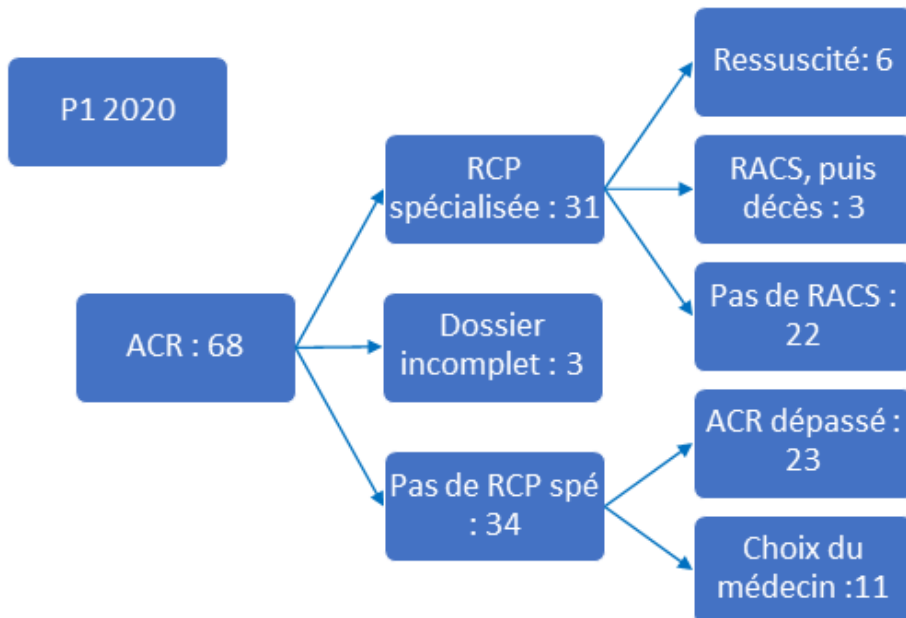 P1 2020
ACR : 68
RCP
spécialisée : 31
Dossier
incomplet : 3
Pas de RCP spé
: 34
Ressuscité: 6
RACS, puis
décès : 3
Pas de RACS :
22
ACR dépassé :
23
Choix du
médecin :11